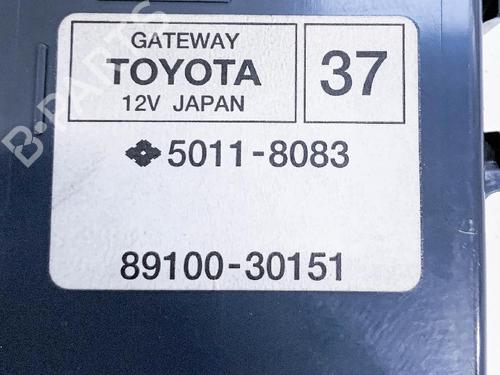 GATEWAY
TOYOTA
12V JAPAN
37
5011-8083
89100-30151
B-PARTS